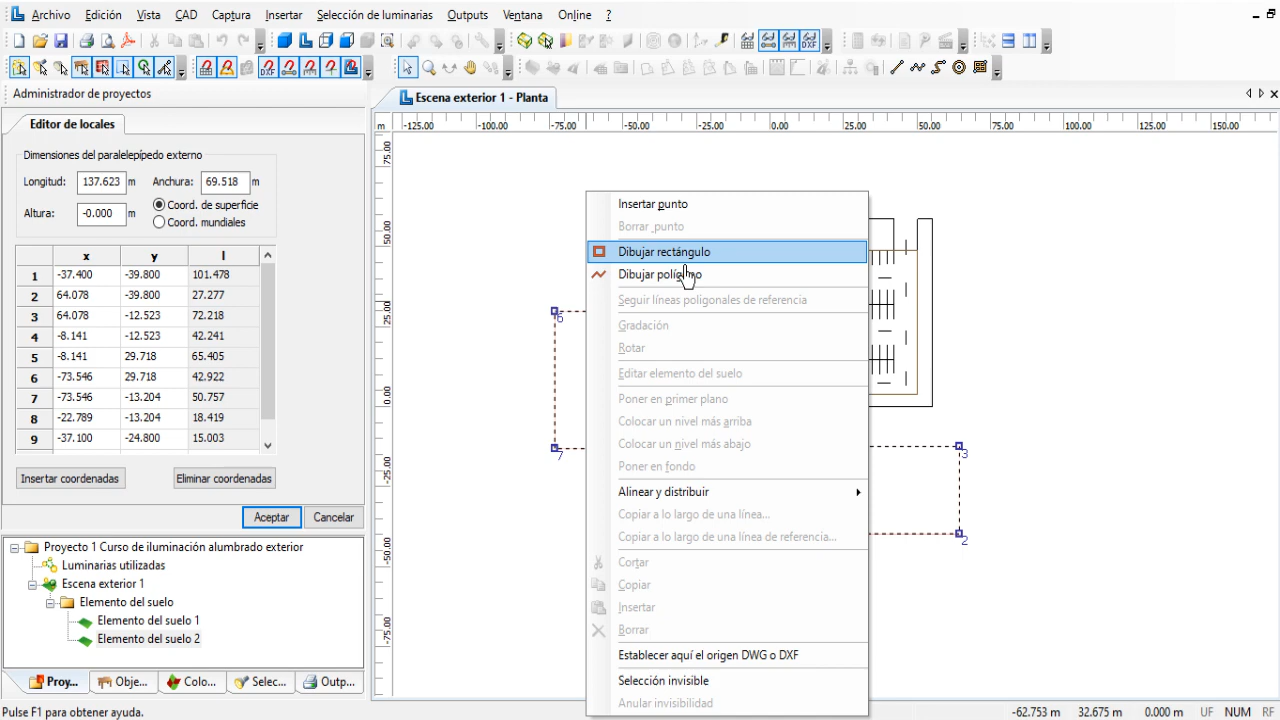 Archivo Edición Vista CAD Captura Insertar Selección de luminarias Outputs Ventana Online ?
DXF
DXF
Administrador de proyectos
Escena exterior 1 - Planta
Editor de locales
m -125.00 -100.00 -75.00 -50.00 -25.00 0.00 25.00 50.00 75.00 100.00 125.00 150.00
75.00
50.00
25.00
0.00
-25.00
-50.00
-75.00
Dimensiones del paralelepípedo externo
Longitud: 137.623 m Anchura: 69.518 m
Altura: -0.000 m Coord. de superficie
Coord. mundiales
x y l
1 -37.400 -39.800 101.478
2 64.078 -39.800 27.277
3 64.078 -12.523 72.218
4 -8.141 -12.523 42.241
5 -8.141 29.718 65.405
6 -73.546 29.718 42.922
7 -73.546 -13.204 50.757
8 -22.789 -13.204 18.419
9 -37.100 -24.800 15.003
Insertar coordenadas Eliminar coordenadas
Aceptar Cancelar
Proyecto 1 Curso de iluminación alumbrado exterior
Luminarias utilizadas
Escena exterior 1
Elemento del suelo
Elemento del suelo 1
Elemento del suelo 2
Proy... Obje... Colo... Selec... Outp...
Insertar punto
Borrar punto
Dibujar rectángulo
Dibujar polígono
Seguir líneas poligonales de referencia
Gradación
Rotar
Editar elemento del suelo
Poner en primer plano
Colocar un nivel más arriba
Colocar un nivel más abajo
Poner en fondo
Alinear y distribuir
Copiar a lo largo de una línea...
Copiar a lo largo de una línea de referencia...
Cortar
Copiar
Insertar
Borrar
Establecer aquí el origen DWG o DXF
Selección invisible
Anular invisibilidad
6
7
3
2
Pulse F1 para obtener ayuda. -62.753 m 32.675 m 0.000 m UF NUM RF